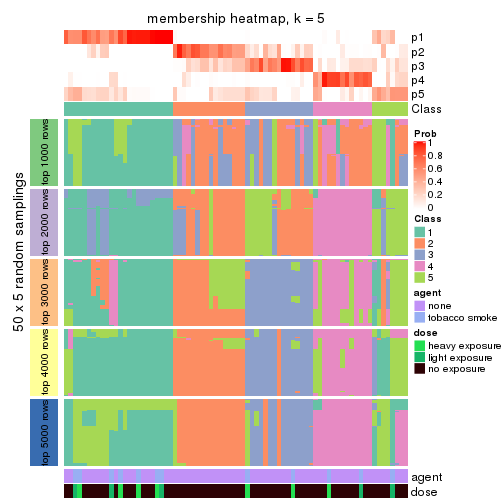 membership heatmap, k = 5
p1
p2
p3
p4
p5
Class
50 x 5 random samplings
top 1000 rows
top 2000 rows
top 3000 rows
top 4000 rows
top 5000 rows
Prob
1
0.8
0.6
0.4
0.2
0
Class
1
2
3
4
5
agent
none
tobacco smoke
dose
heavy exposure
light exposure
no exposure
agent
dose